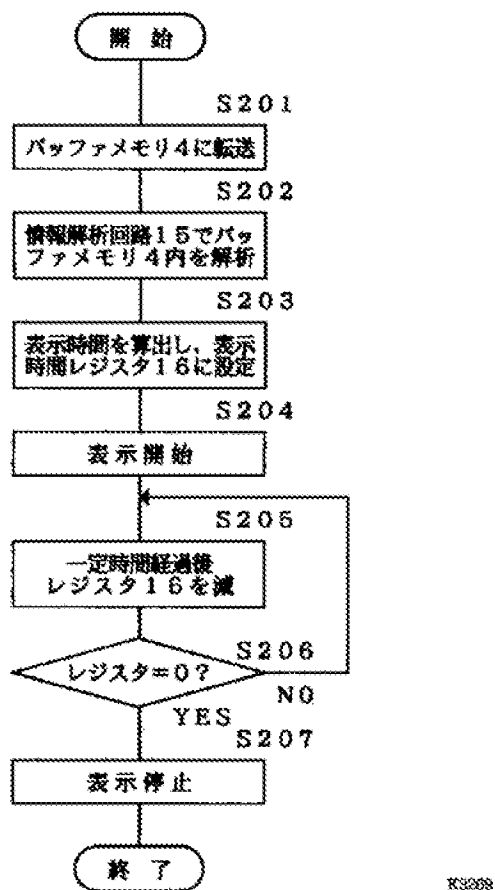 開 始
S201
バッファメモリ4に転送
S202
情報解析回路15でバッ
ファメモリ4内を解析
S203
表示時間を算出し、表示
時間レジスタ16に設定
S204
表示開始
S205
一定時間経過後
レジスタ16を減
S206
レジスタ=0?
NO
YES
S207
表示停止
終 了
K3209